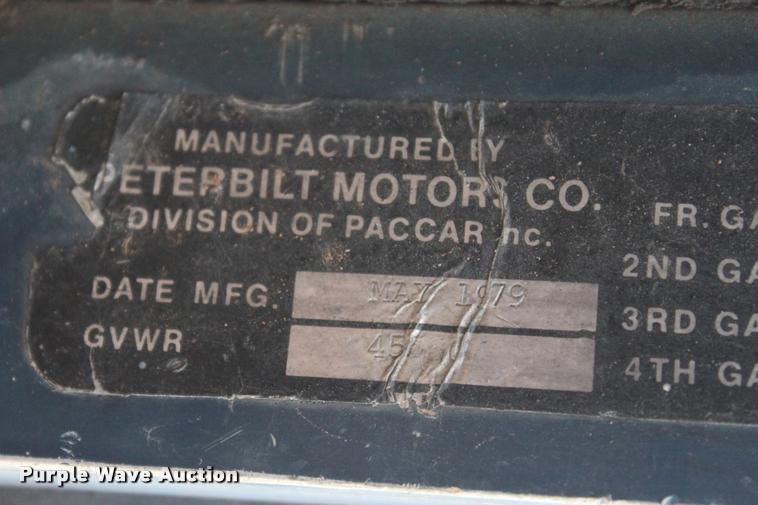 MANUFACTURED BY
PETERBILT MOTORS CO.
DIVISION OF PACCAR Inc.
DATE MFG. MAY 1979
GVWR
FR. GA
2ND GA
3RD GA
4TH GA
Purple Wave Auction